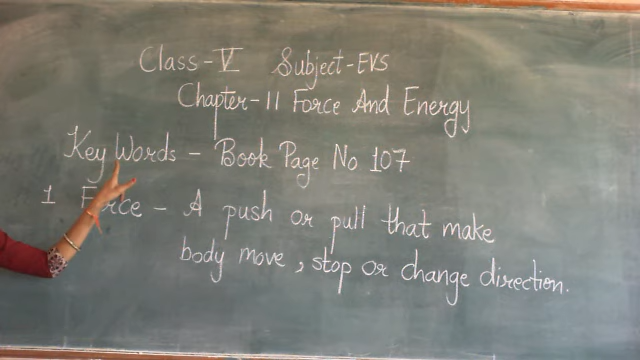 Class-V Subject-EVS
Chapter-11 Force And Energy
Key Words - Book Page No 107
1 Force - A push or pull that make
body move, stop or change direction.